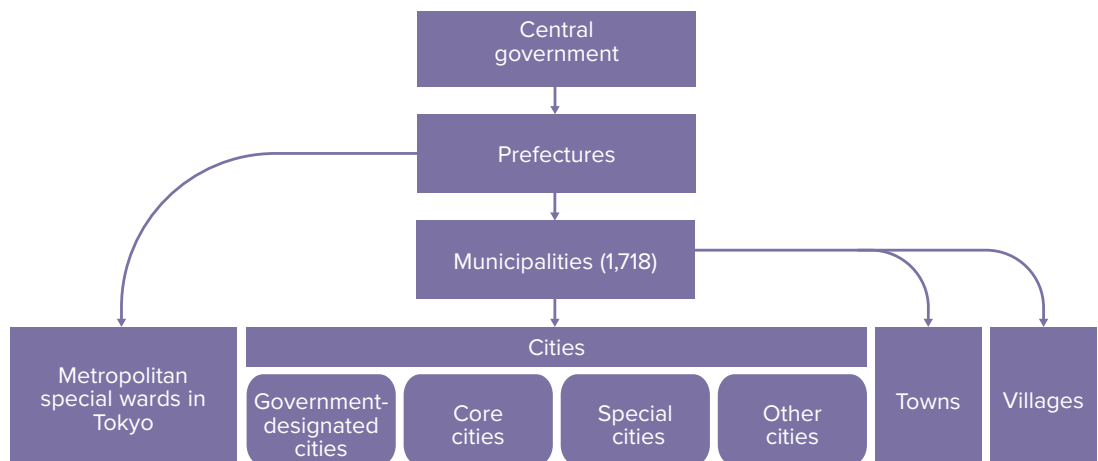 Central
government
Prefectures
Municipalities (1,718)
Metropolitan
special wards in
Tokyo
Cities
Government-
designated
cities
Core
cities
Special
cities
Other
cities
Towns
Villages